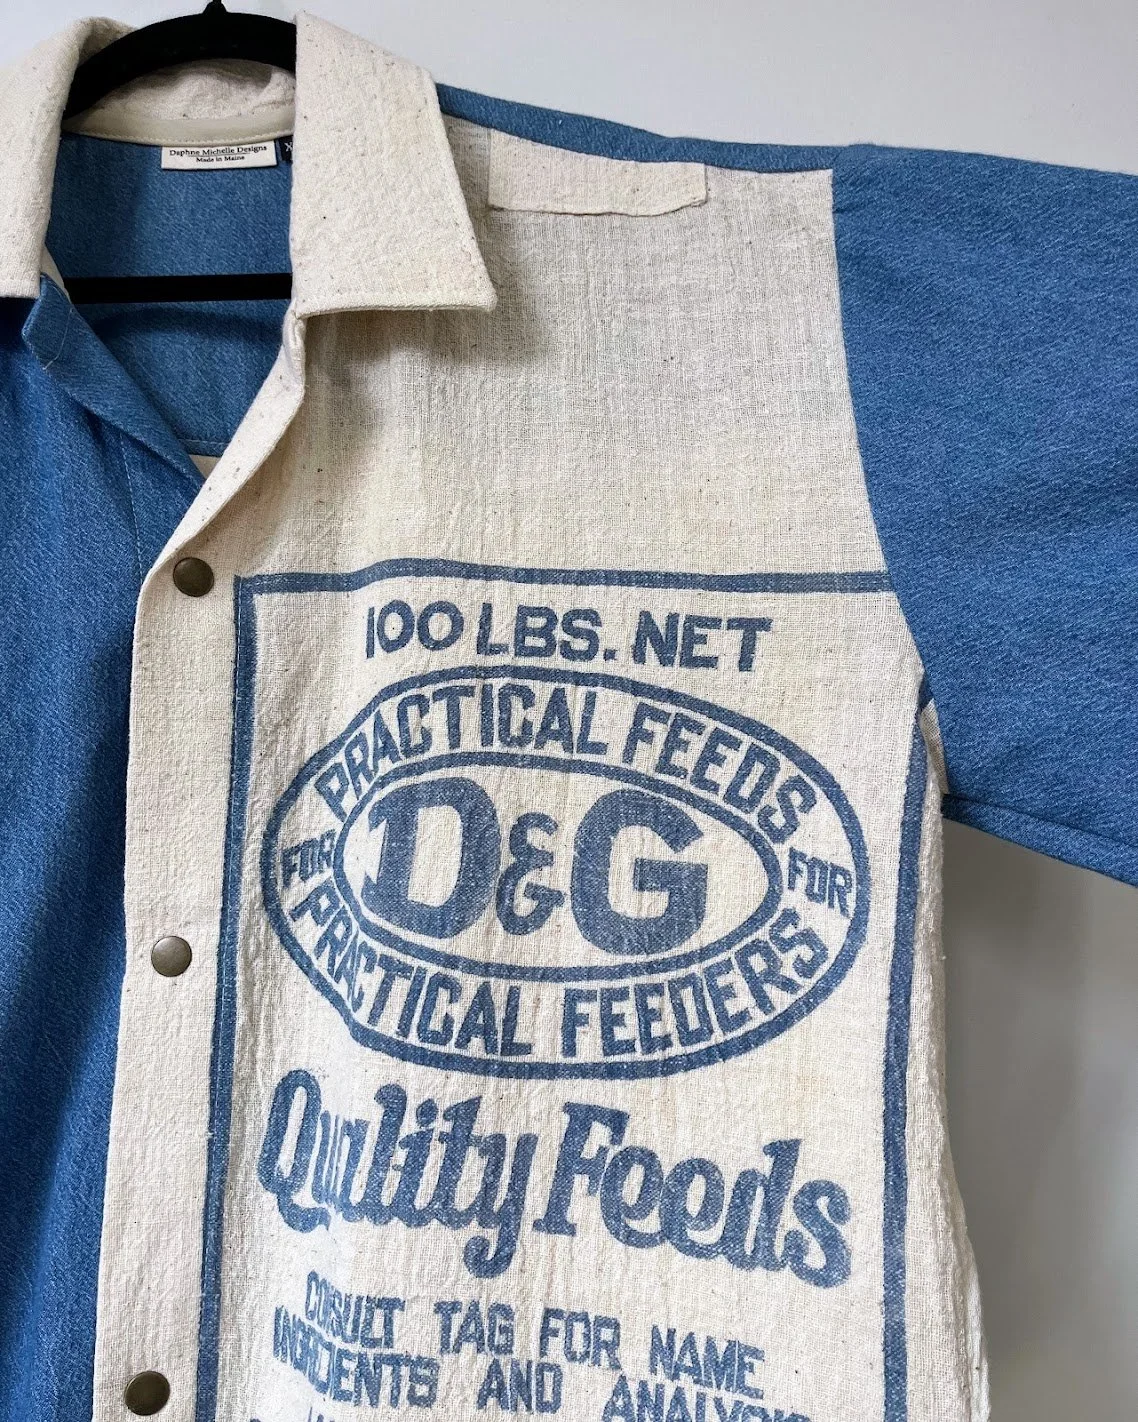 Daphne Michelle Designs
Made in Maine
X
100 LBS. NET
PRACTICAL FEEDS
FOR
D&G
FOR
PRACTICAL FEEDERS
Quality Feeds
CONSULT TAG FOR NAME
INGREDIENTS AND ANALYSIS